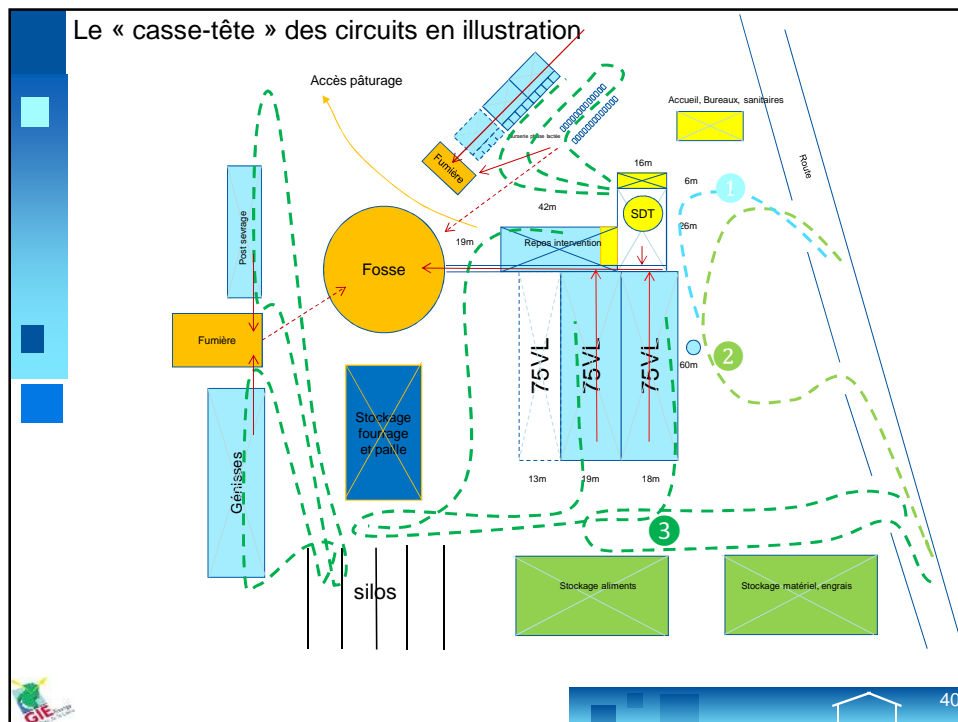 Le « casse-tête » des circuits en illustration
Accès pâturage
Accueil, Bureaux, sanitaires
Route
Fumière
16m
6m
1
SDT
26m
42m
19m
Repos intervention
Post sevrage
Fosse
Fumière
75VL
75VL
75VL
60m
2
Stockage
fourrage
et paille
Génisses
13m
19m
18m
3
silos
Stockage aliments
Stockage matériel, engrais
GIE
40